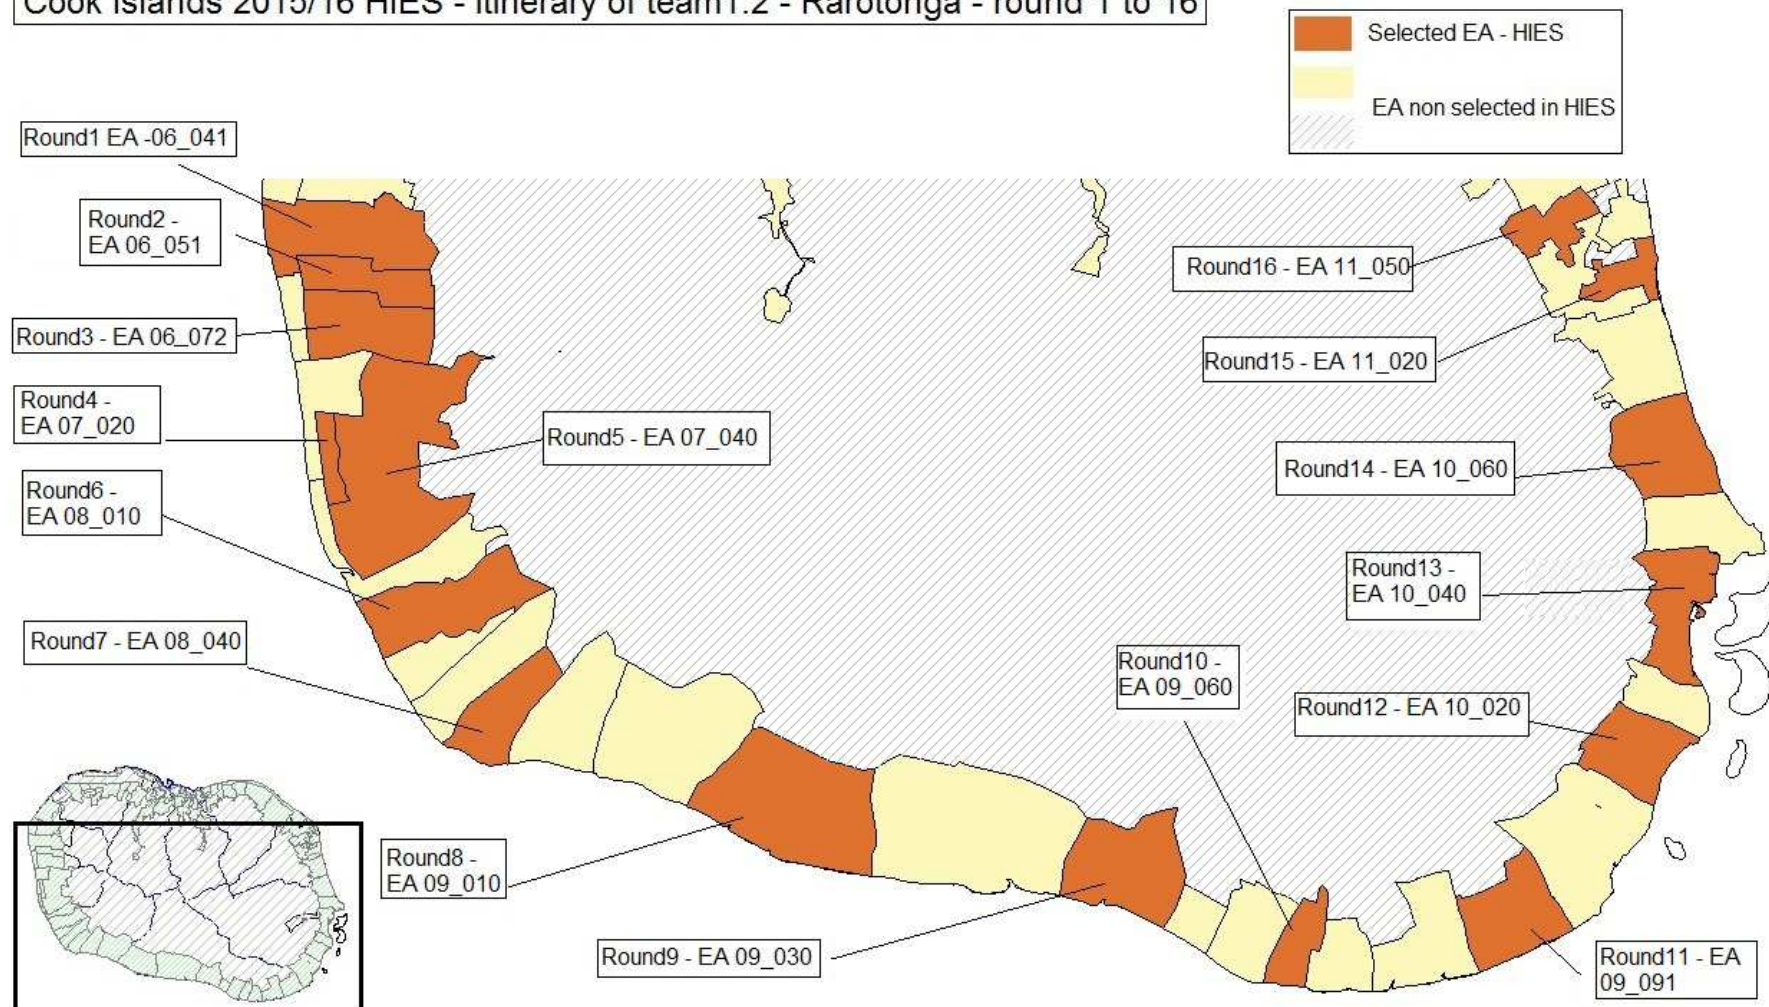 Cook Islands 2015/16 HIES - Itinerary of team1.2 - Rarotonga - round 1 to 16
Selected EA - HIES
EA non selected in HIES
Round1 EA -06_041
Round2 -
EA 06_051
Round3 - EA 06_072
Round4 -
EA 07_020
Round5 - EA 07_040
Round6 -
EA 08_010
Round7 - EA 08_040
Round8 -
EA 09_010
Round9 - EA 09_030
Round10 -
EA 09_060
Round11 - EA
09_091
Round12 - EA 10_020
Round13 -
EA 10_040
Round14 - EA 10_060
Round15 - EA 11_020
Round16 - EA 11_050